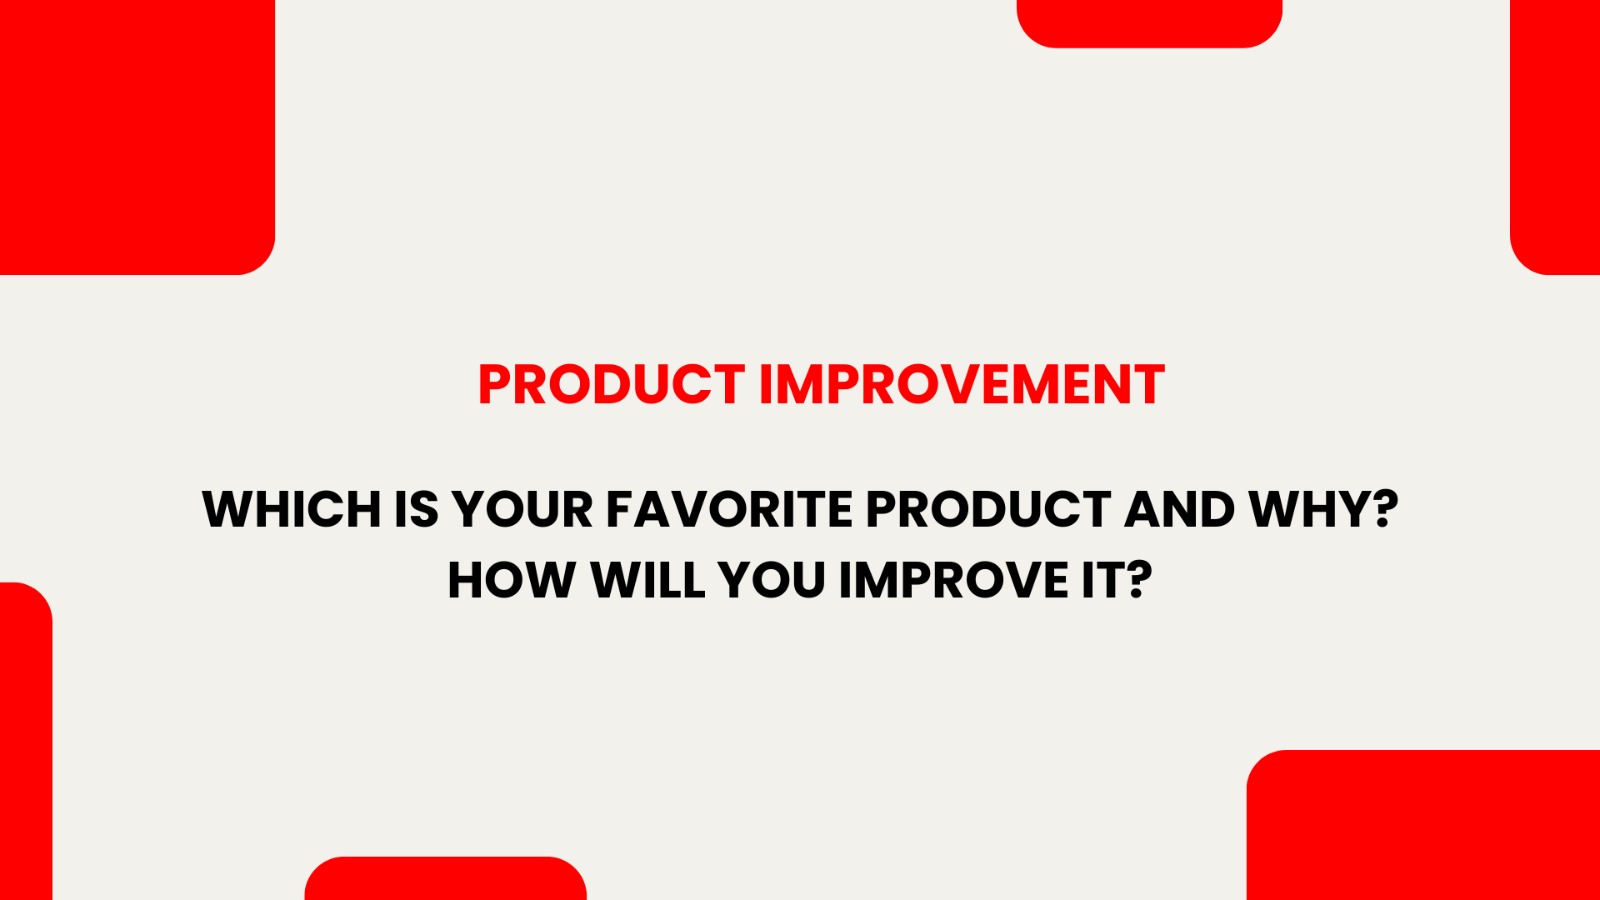 PRODUCT IMPROVEMENT
WHICH IS YOUR FAVORITE PRODUCT AND WHY?
HOW WILL YOU IMPROVE IT?